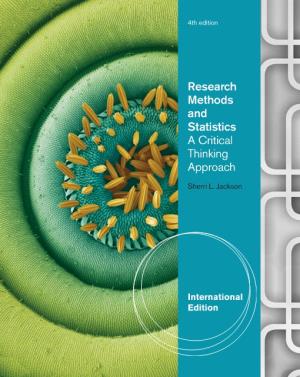 4th edition
Research
Methods
and
Statistics
A Critical
Thinking
Approach
Sherri L. Jackson
International
Edition